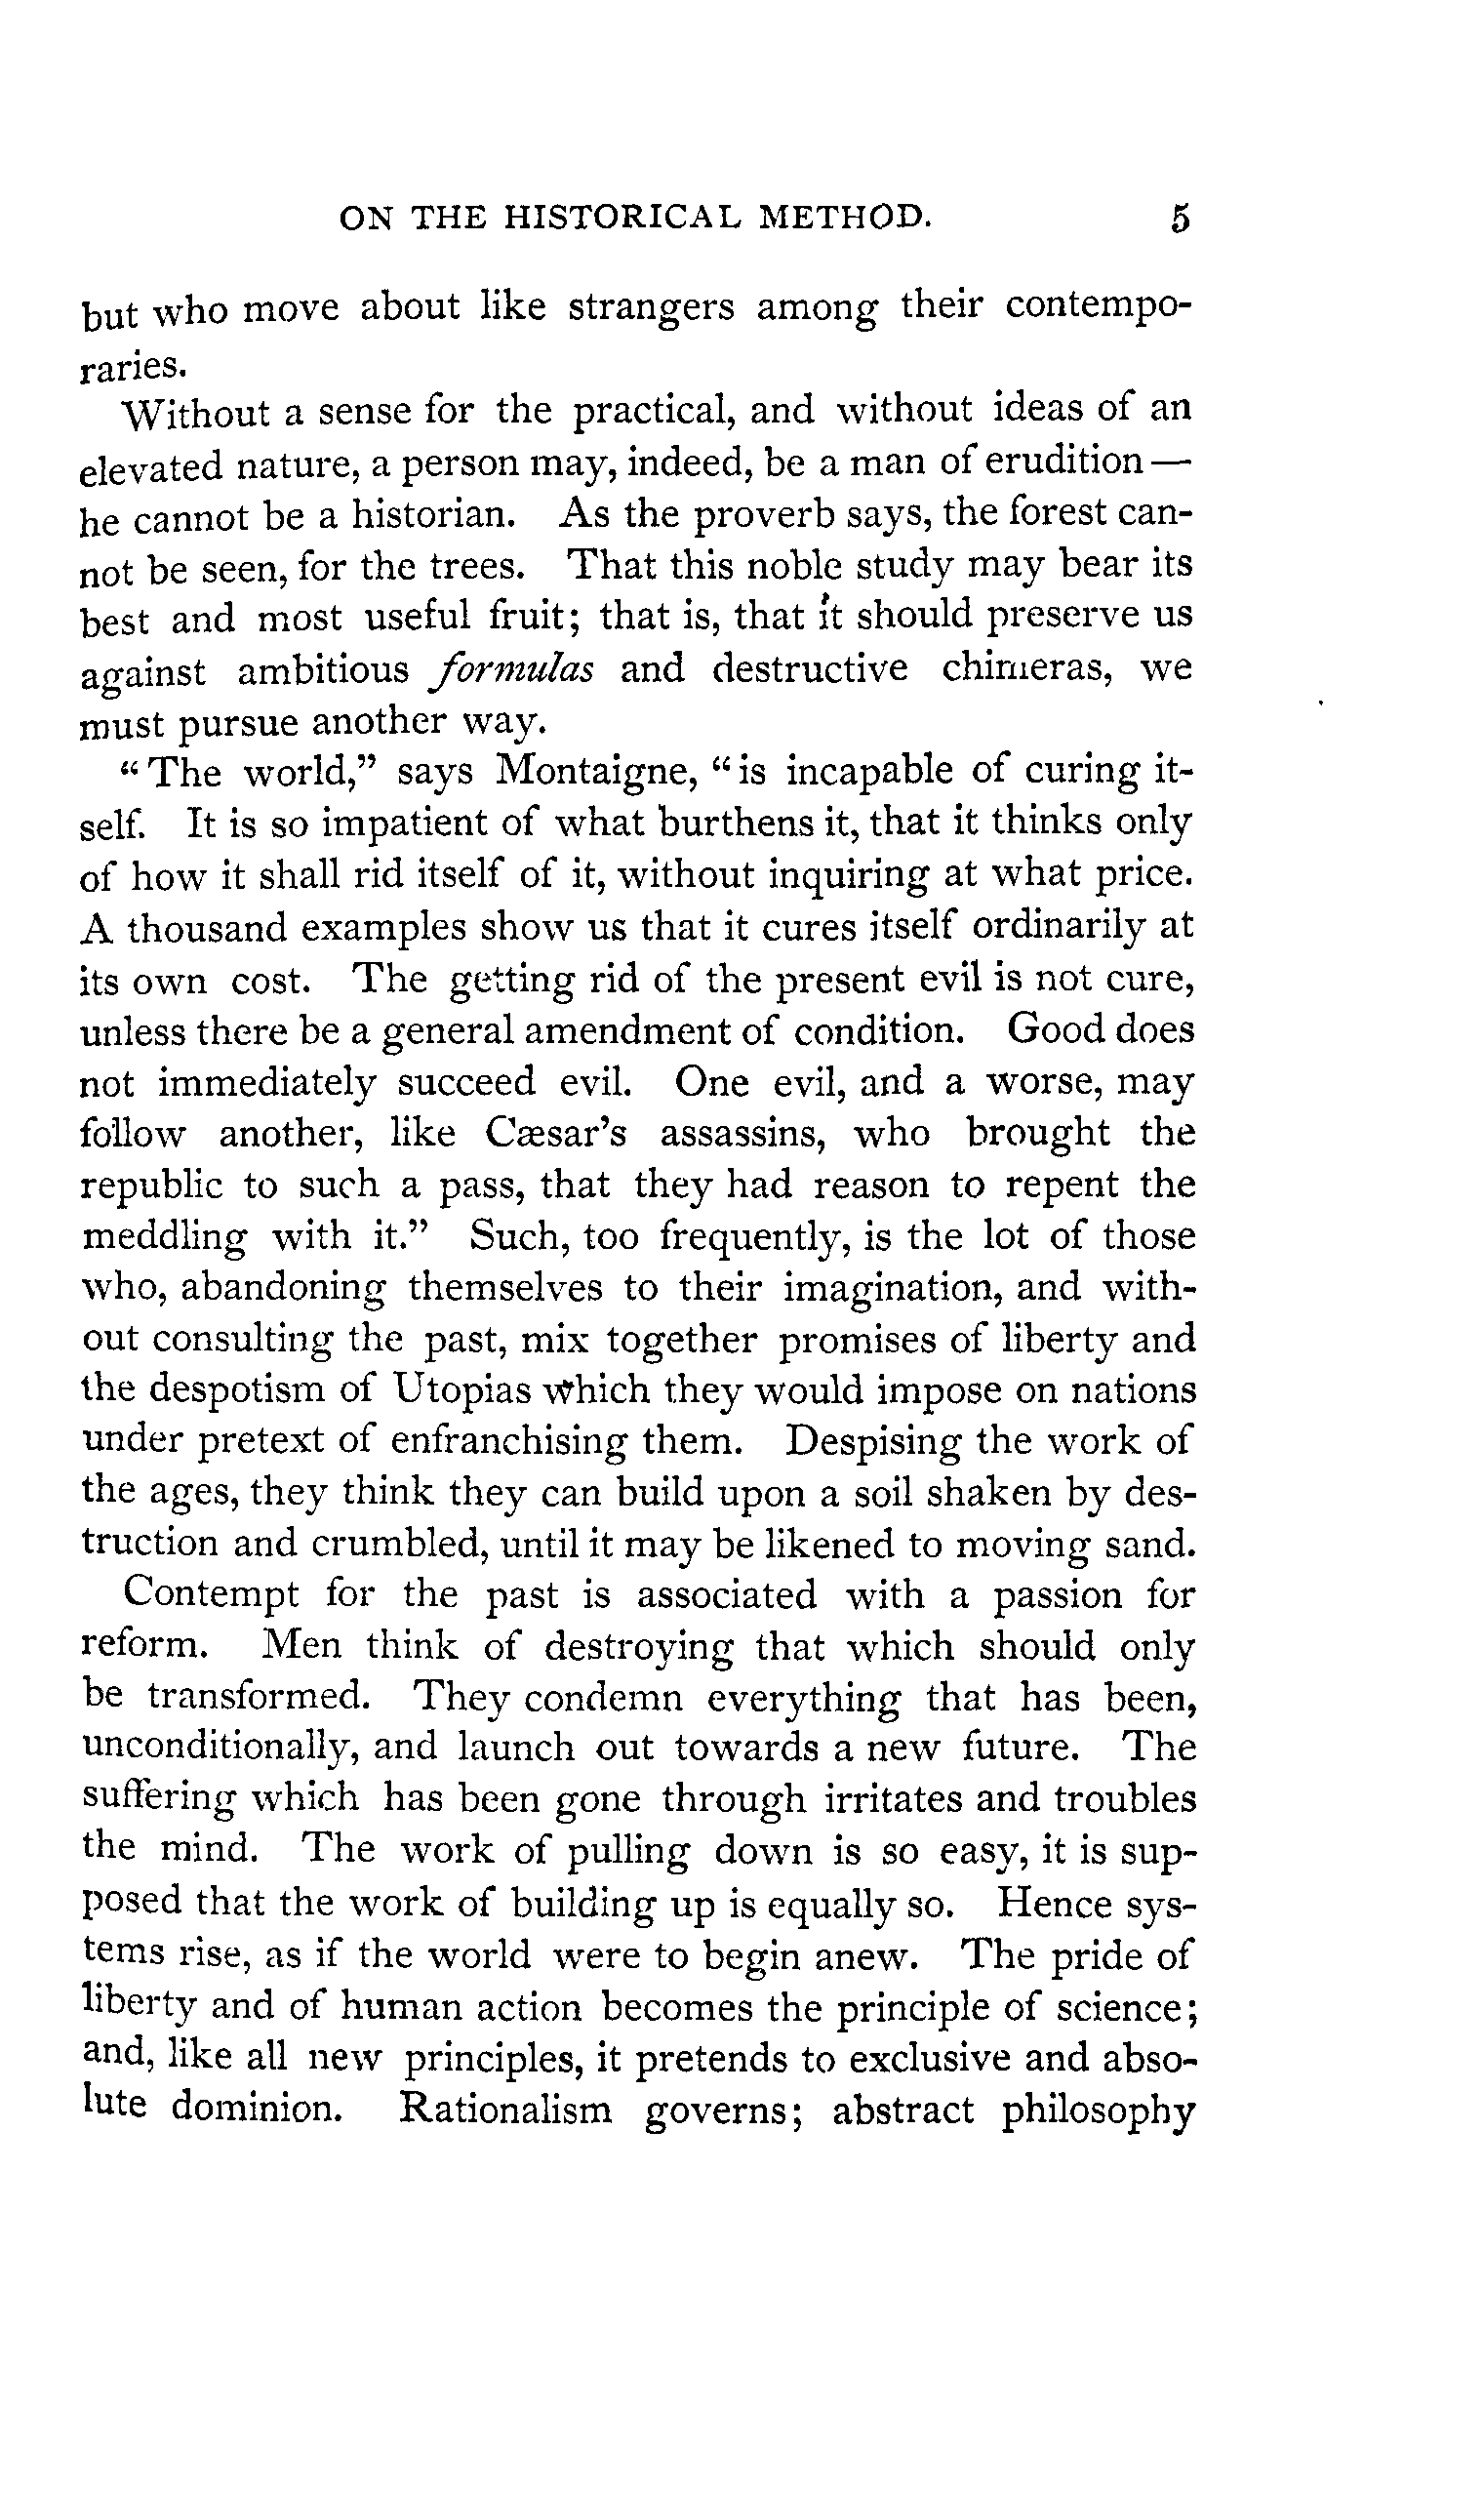 ON THE HISTORICAL METHOD. 5
but who move about like strangers among their contempo-
raries.
Without a sense for the practical, and without ideas of an
elevated nature, a person may, indeed, be a man of erudition—
he cannot be a historian. As the proverb says, the forest can-
not be seen, for the trees. That this noble study may bear its
best and most useful fruit; that is, that it should preserve us
against ambitious formulas and destructive chimeras, we
must pursue another way.
“The world,” says Montaigne, “is incapable of curing it-
self. It is so impatient of what burthens it, that it thinks only
of how it shall rid itself of it, without inquiring at what price.
A thousand examples show us that it cures itself ordinarily at
its own cost. The getting rid of the present evil is not cure,
unless there be a general amendment of condition. Good does
not immediately succeed evil. One evil, and a worse, may
follow another, like Cæsar’s assassins, who brought the
republic to such a pass, that they had reason to repent the
meddling with it.” Such, too frequently, is the lot of those
who, abandoning themselves to their imagination, and with-
out consulting the past, mix together promises of liberty and
the despotism of Utopias which they would impose on nations
under pretext of enfranchising them. Despising the work of
the ages, they think they can build upon a soil shaken by des-
truction and crumbled, until it may be likened to moving sand.
Contempt for the past is associated with a passion for
reform. Men think of destroying that which should only
be transformed. They condemn everything that has been,
unconditionally, and launch out towards a new future. The
suffering which has been gone through irritates and troubles
the mind. The work of pulling down is so easy, it is sup-
posed that the work of building up is equally so. Hence sys-
tems rise, as if the world were to begin anew. The pride of
liberty and of human action becomes the principle of science;
and, like all new principles, it pretends to exclusive and abso-
lute dominion. Rationalism governs; abstract philosophy